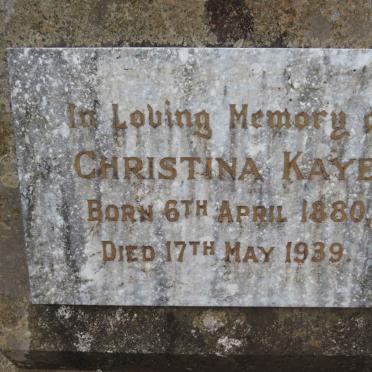 In Loving Memory o
Christina Kaye
Born 6th April 1880,
Died 17th May 1939.